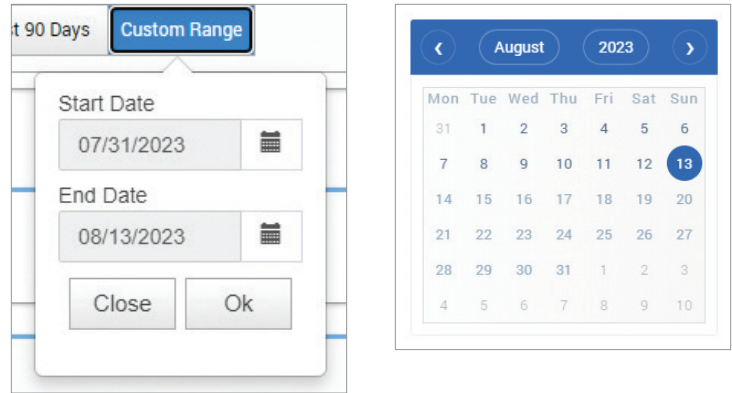 t 90 Days Custom Range
Start Date
07/31/2023
End Date
08/13/2023
Close Ok
August 2023
Mon Tue Wed Thu Fri Sat Sun
31 1 2 3 4 5 6
7 8 9 10 11 12 13
14 15 16 17 18 19 20
21 22 23 24 25 26 27
28 29 30 31 1 2 3
4 5 6 7 8 9 10